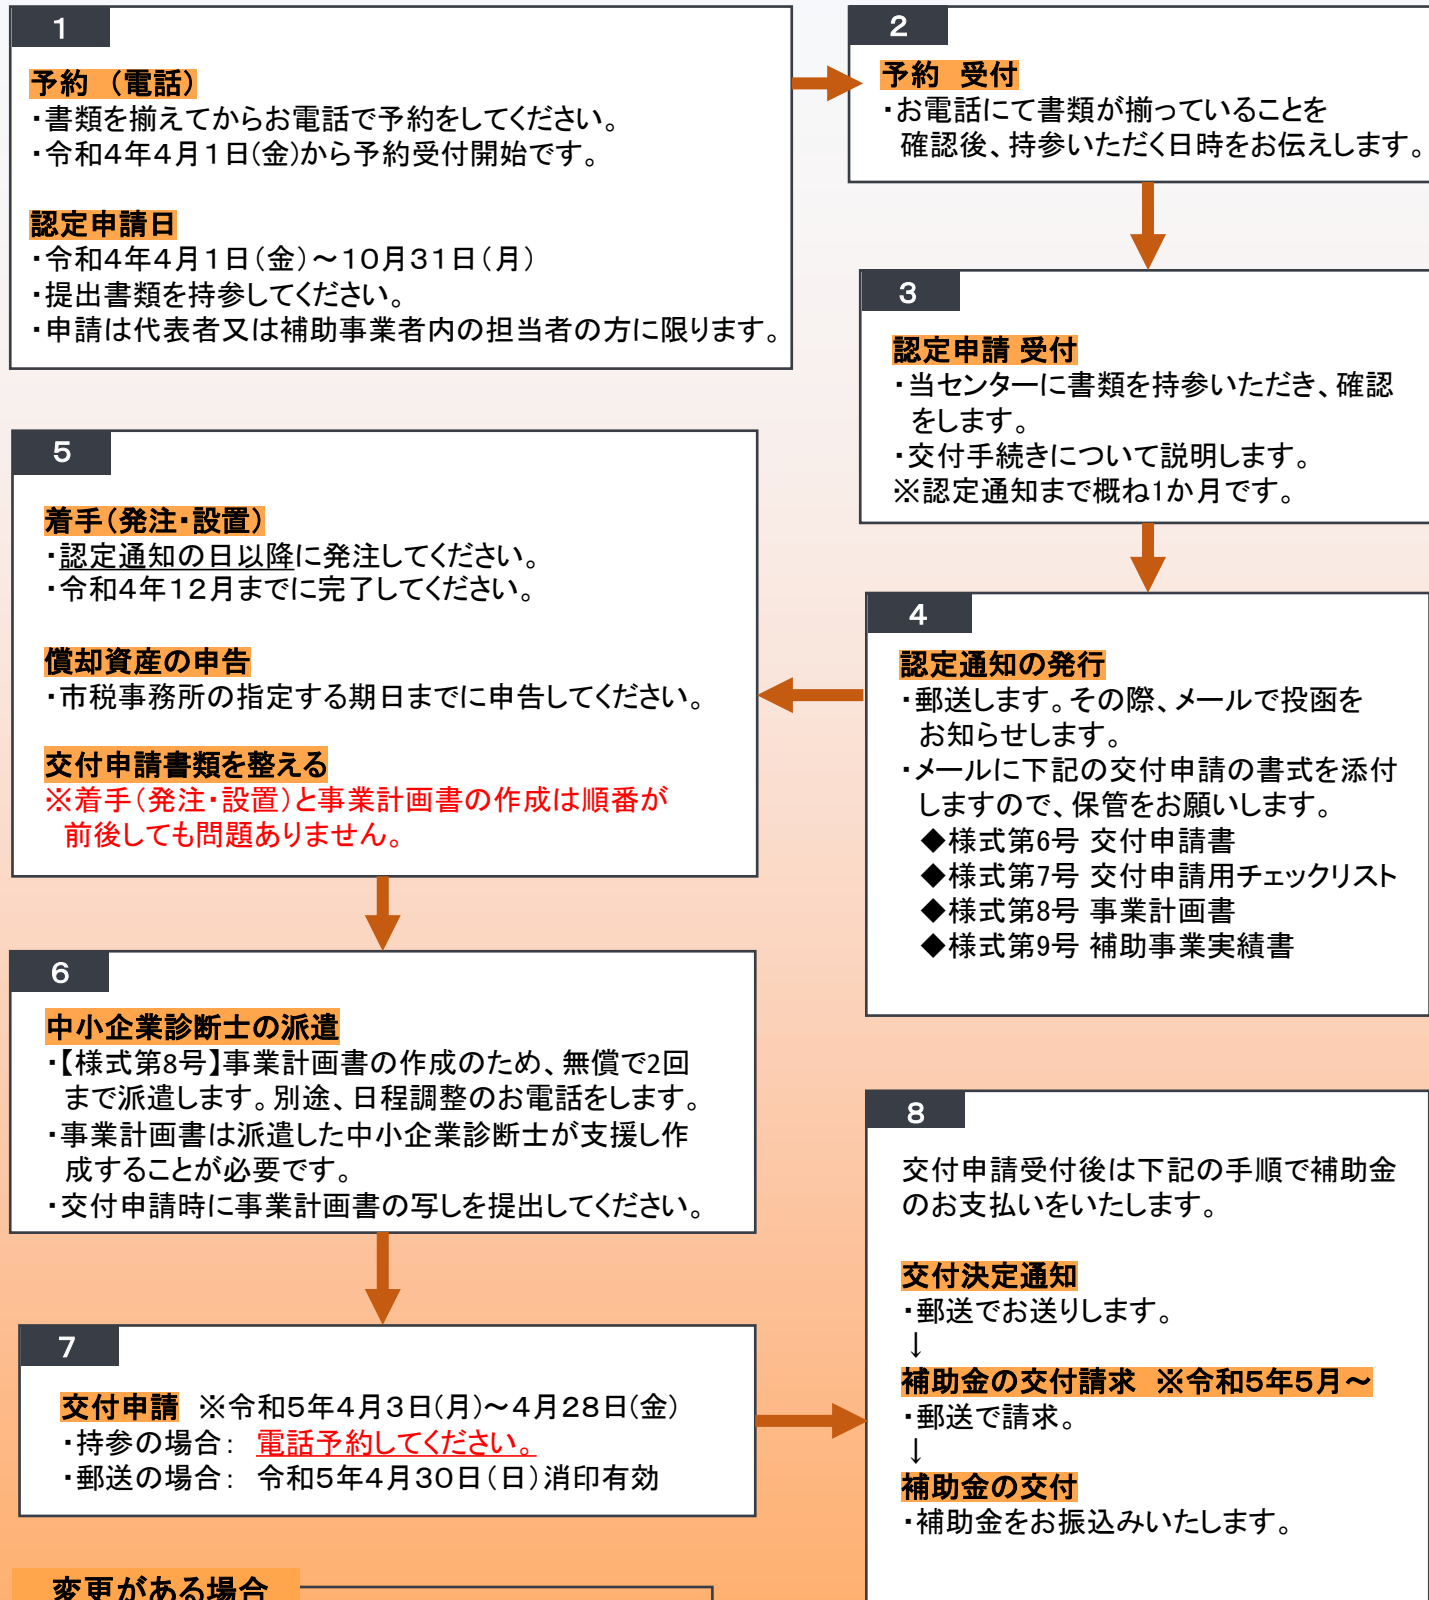 1
予約　（電話）
・書類を揃えてからお電話で予約をしてください。
・令和４年４月１日(金)から予約受付開始です。
認定申請日
・令和４年４月１日（金）～１０月３１日（月）
・提出書類を持参してください。
・申請は代表者又は補助事業者内の担当者の方に限ります。
2
予約　受付
・お電話にて書類が揃っていることを
確認後、持参いただく日時をお伝えします。
3
認定申請 受付
・当センターに書類を持参いただき、確認
をします。
・交付手続きについて説明します。
※認定通知まで概ね1か月です。
4
認定通知の発行
・郵送します。その際、メールで投函を
お知らせします。
・メールに下記の交付申請の書式を添付
しますので、保管をお願いします。
◆様式第6号 交付申請書
◆様式第7号 交付申請用チェックリスト
◆様式第8号 事業計画書
◆様式第9号 補助事業実績書
5
着手（発注・設置）
・認定通知の日以降に発注してください。
・令和４年１２月までに完了してください。
償却資産の申告
・市税事務所の指定する期日までに申告してください。
交付申請書類を整える
※着手（発注・設置）と事業計画書の作成は順番が
前後しても問題ありません。
6
中小企業診断士の派遣
・【様式第8号】事業計画書の作成のため、無償で2回
まで派遣します。別途、日程調整のお電話をします。
・事業計画書は派遣した中小企業診断士が支援し作
成することが必要です。
・交付申請時に事業計画書の写しを提出してください。
7
交付申請　※令和５年４月３日(月)～４月２８日(金)
・持参の場合：　電話予約してください。
・郵送の場合：　令和５年４月３０日（日）消印有効
8
交付申請受付後は下記の手順で補助金
のお支払いをいたします。
交付決定通知
・郵送でお送りします。
↓
補助金の交付請求　※令和５年５月～
・郵送で請求。
↓
補助金の交付
・補助金をお振込みいたします。
変更がある場合